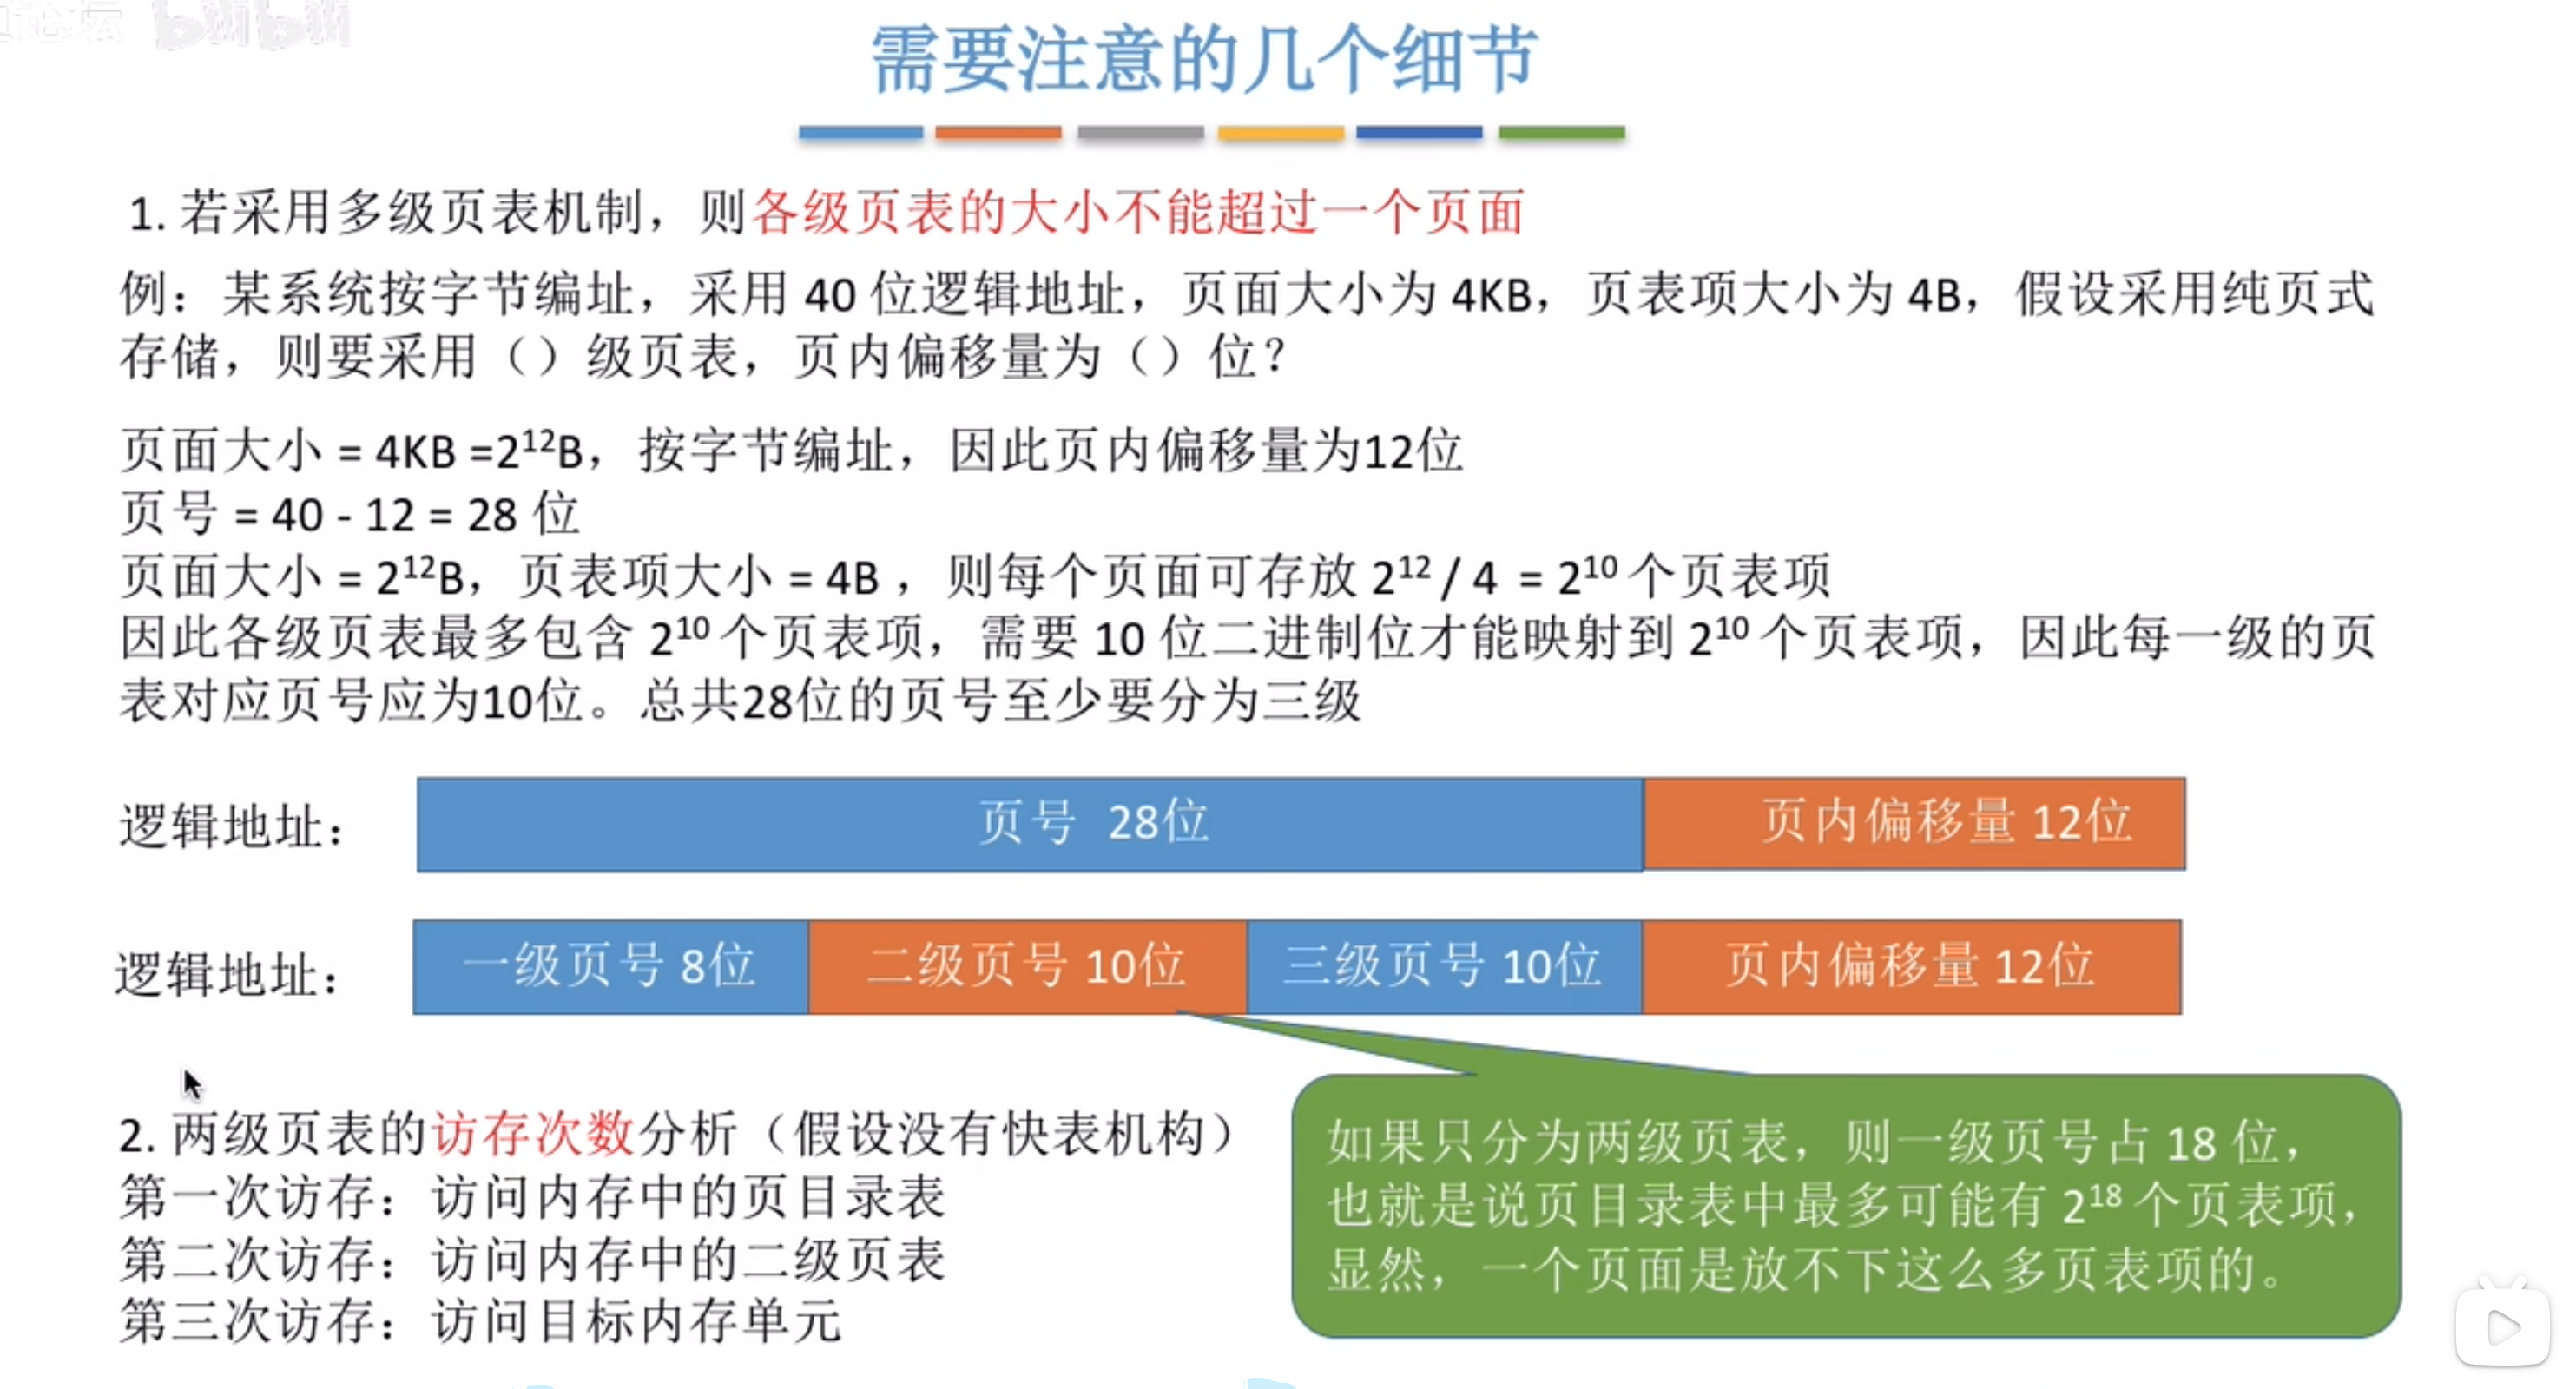 bilibili
需要注意的几个细节
1. 若采用多级页表机制，则各级页表的大小不能超过一个页面
例：某系统按字节编址，采用 40 位逻辑地址，页面大小为 4KB，页表项大小为 4B，假设采用纯页式
存储，则要采用（）级页表，页内偏移量为（）位？
页面大小 = 4KB =2¹²B，按字节编址，因此页内偏移量为12位
页号 = 40 - 12 = 28 位
页面大小 = 2¹²B，页表项大小 = 4B ，则每个页面可存放 2¹² / 4 = 2¹⁰ 个页表项
因此各级页表最多包含 2¹⁰ 个页表项，需要 10 位二进制位才能映射到 2¹⁰ 个页表项，因此每一级的页
表对应页号应为10位。总共28位的页号至少要分为三级
逻辑地址： 页号 28位 页内偏移量 12位
逻辑地址： 一级页号 8位 二级页号 10位 三级页号 10位 页内偏移量 12位
2. 两级页表的访存次数分析（假设没有快表机构）
第一次访存：访问内存中的页目录表
第二次访存：访问内存中的二级页表
第三次访存：访问目标内存单元
如果只分为两级页表，则一级页号占 18 位，
也就是说页目录表中最多可能有 2¹⁸ 个页表项，
显然，一个页面是放不下这么多页表项的。